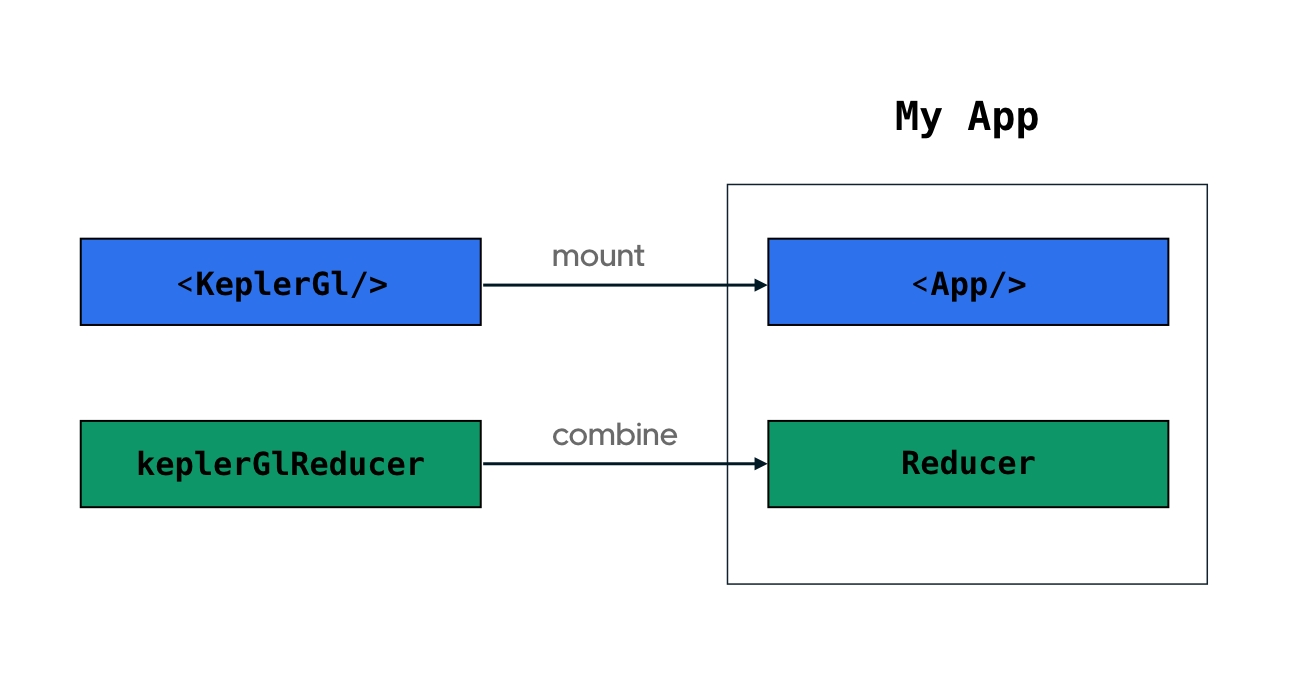 My App
<KeplerGl/>
mount
<App/>
keplerGlReducer
combine
Reducer